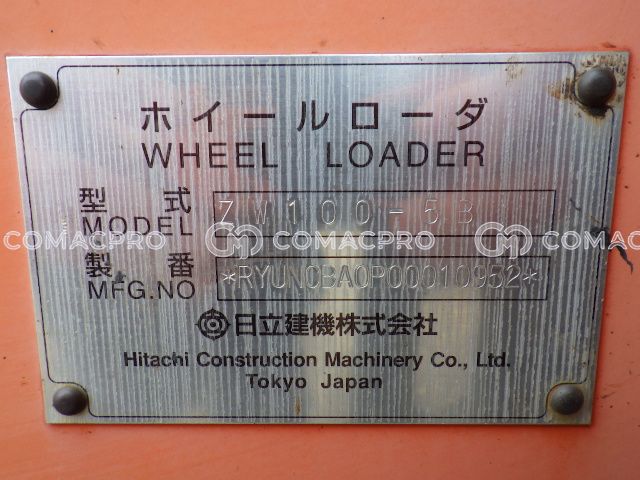 ホイールローダ
WHEEL LOADER
型式 ZW100-5B
MODEL
COMACPRO COMACPRO COMACPRO
製番 *RYUNCBA0P00010952*
MFG.NO
日立建機株式会社
Hitachi Construction Machinery Co., Ltd.
Tokyo Japan